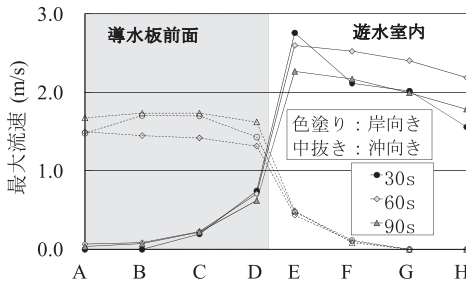 3.0
2.0
1.0
0.0
最大流速 (m/s)
導水板前面
遊水室内
色塗り：岸向き
中抜き：沖向き
30s
60s
90s
A B C D E F G H